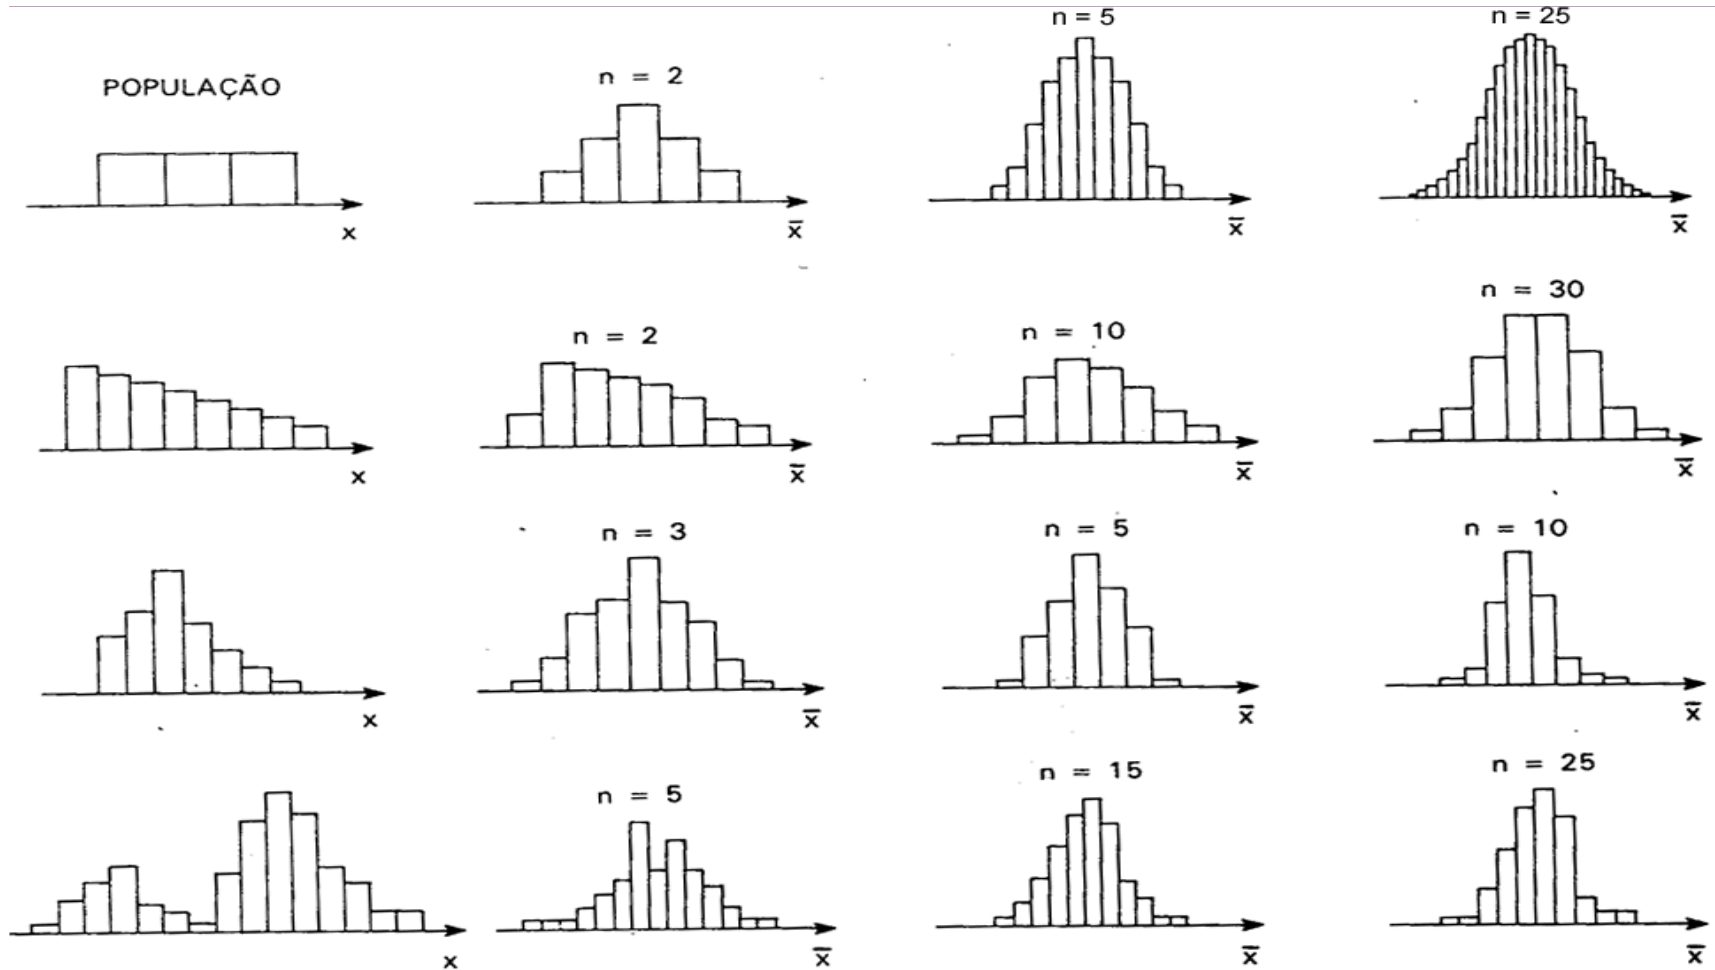 POPULAÇÃO
n = 2
n = 5
n = 25
x
x̅
x̅
x̅
n = 2
n = 10
n = 30
x
x̅
x̅
x̅
n = 3
n = 5
n = 10
x
x̅
x̅
x̅
n = 5
n = 15
n = 25
x
x̅
x̅
x̅